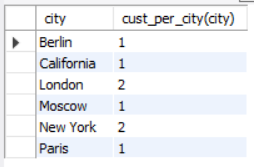 city cust_per_city(city)
Berlin 1
California 1
London 2
Moscow 1
New York 2
Paris 1